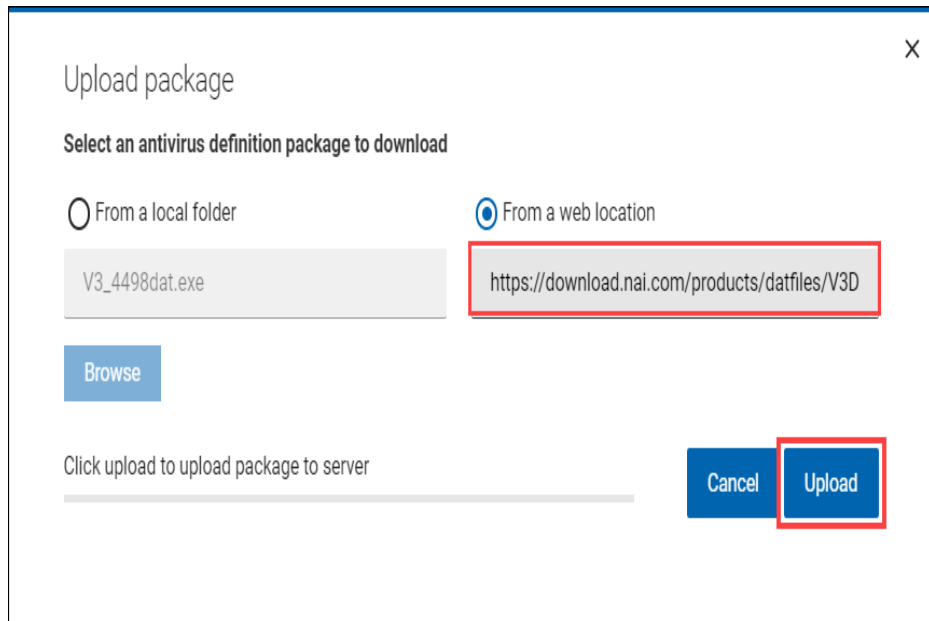 X
Upload package
Select an antivirus definition package to download
From a local folder
From a web location
V3_4498dat.exe
https://download.nai.com/products/datfiles/V3D
Browse
Click upload to upload package to server
Cancel
Upload